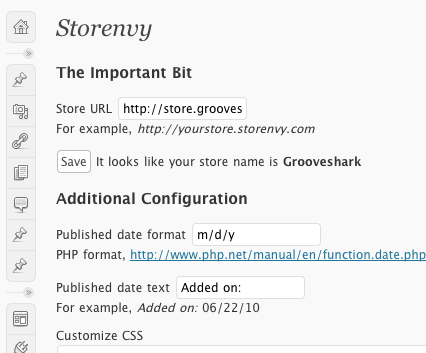 Storenvy
The Important Bit
Store URL http://store.grooves
For example, http://yourstore.storenvy.com
Save It looks like your store name is Grooveshark
Additional Configuration
Published date format m/d/y
PHP format, http://www.php.net/manual/en/function.date.php
Published date text Added on:
For example, Added on: 06/22/10
Customize CSS